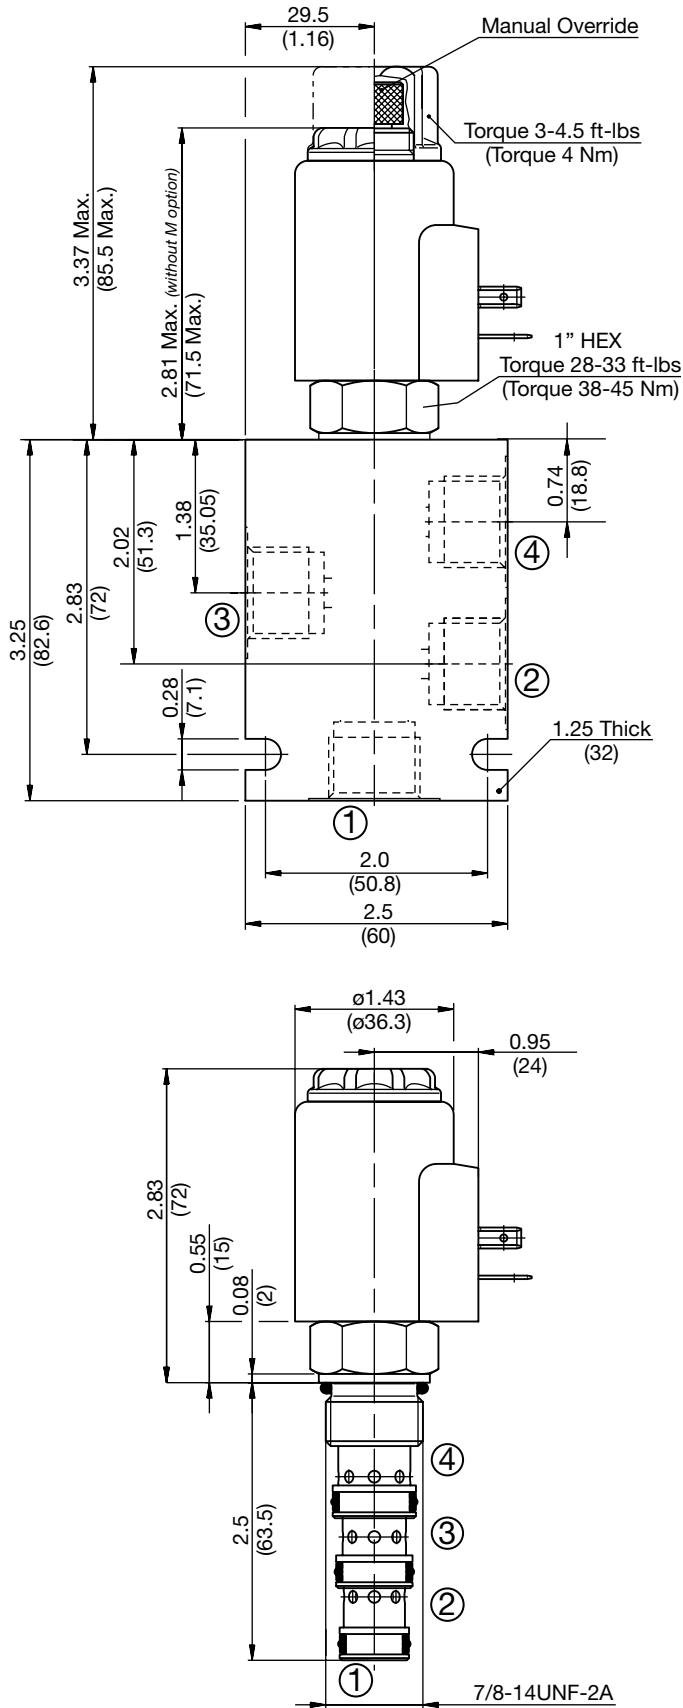 29.5
(1.16)
Manual Override
Torque 3-4.5 ft-lbs
(Torque 4 Nm)
3.37 Max.
(85.5 Max.)
2.81 Max. (without M option)
(71.5 Max.)
1” HEX
Torque 28-33 ft-lbs
(Torque 38-45 Nm)
0.74
(18.8)
1.38
(35.05)
2.02
(51.3)
2.83
(72)
3.25
(82.6)
0.28
(7.1)
④
③
②
1.25 Thick
(32)
①
2.0
(50.8)
2.5
(60)
ø1.43
(ø36.3)
0.95
(24)
2.83
(72)
0.55
(15)
0.08
(2)
2.5
(63.5)
④
③
②
①
7/8-14UNF-2A